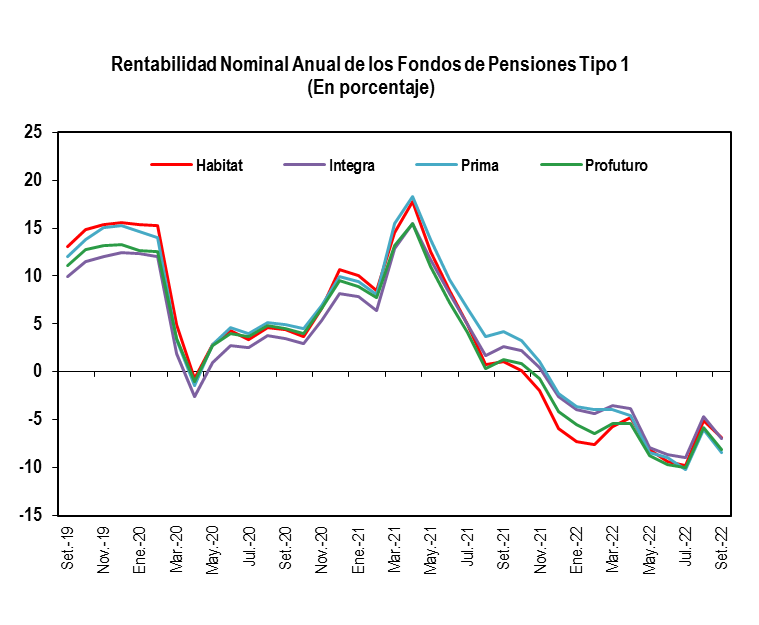 Rentabilidad Nominal Anual de los Fondos de Pensiones Tipo 1
(En porcentaje)
25
20
15
10
5
0
-5
-10
-15
Habitat Integra Prima Profuturo
Set.-19 Nov.-19 Ene.-20 Mar.-20 May.-20 Jul.-20 Set.-20 Nov.-20 Ene.-21 Mar.-21 May.-21 Jul.-21 Set.-21 Nov.-21 Ene.-22 Mar.-22 May.-22 Jul.-22 Set.-22